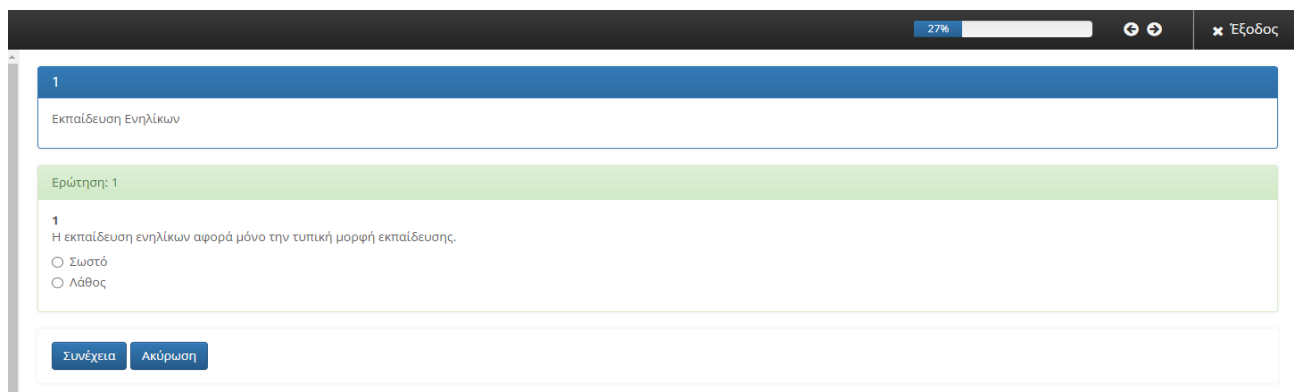 27%
Έξοδος
1
Εκπαίδευση Ενηλίκων
Ερώτηση: 1
1
Η εκπαίδευση ενηλίκων αφορά μόνο την τυπική μορφή εκπαίδευσης.
Σωστό
Λάθος
Συνέχεια Ακύρωση